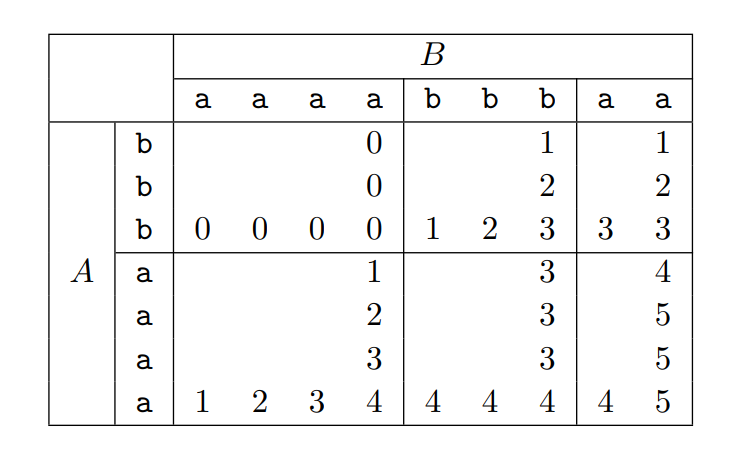 B
a a a a b b b a a
b 0 1 1
b 0 2 2
b 0 0 0 0 1 2 3 3 3
A a 1 3 4
a 2 3 5
a 3 3 5
a 1 2 3 4 4 4 4 4 5